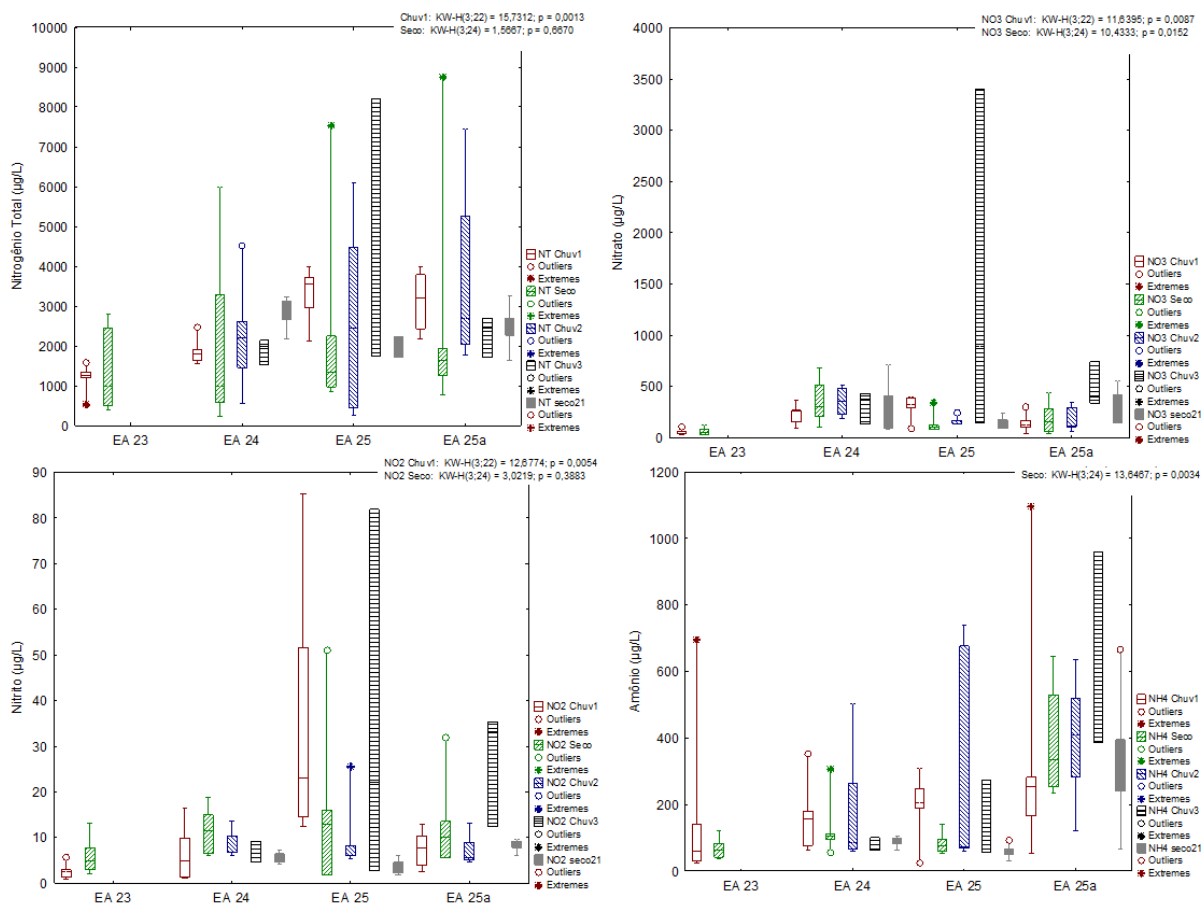 Chuv1: KW-H(3;22) = 15,7312; p = 0,0013
Seco: KW-H(3;24) = 1,5667; p = 0,6670
10000
9000
8000
7000
6000
5000
4000
3000
2000
1000
0
Nitrogênio Total (µg/L)
EA 23 EA 24 EA 25 EA 25a
NT Chuv1
Outliers
Extremes
NT Seco
Outliers
Extremes
NT Chuv2
Outliers
Extremes
NT Chuv3
Outliers
Extremes
NT seco21
Outliers
Extremes
NO3 Chuv1: KW-H(3;22) = 11,6395; p = 0,0087
NO3 Seco: KW-H(3;24) = 10,4333; p = 0,0152
4000
3500
3000
2500
2000
1500
1000
500
0
Nitrato (µg/L)
EA 23 EA 24 EA 25 EA 25a
NO3 Chuv1
Outliers
Extremes
NO3 Seco
Outliers
Extremes
NO3 Chuv2
Outliers
Extremes
NO3 Chuv3
Outliers
Extremes
NO3 seco21
Outliers
Extremes
NO2 Chuv1: KW-H(3;22) = 12,6774; p = 0,0054
NO2 Seco: KW-H(3;24) = 3,0219; p = 0,3883
90
80
70
60
50
40
30
20
10
0
Nitrito (µg/L)
EA 23 EA 24 EA 25 EA 25a
NO2 Chuv1
Outliers
Extremes
NO2 Seco
Outliers
Extremes
NO2 Chuv2
Outliers
Extremes
NO2 Chuv3
Outliers
Extremes
NO2 seco21
Outliers
Extremes
Seco: KW-H(3;24) = 13,6467; p = 0,0034
1200
1000
800
600
400
200
0
Amônio (µg/L)
EA 23 EA 24 EA 25 EA 25a
NH4 Chuv1
Outliers
Extremes
NH4 Seco
Outliers
Extremes
NH4 Chuv2
Outliers
Extremes
NH4 Chuv3
Outliers
Extremes
NH4 seco21
Outliers
Extremes